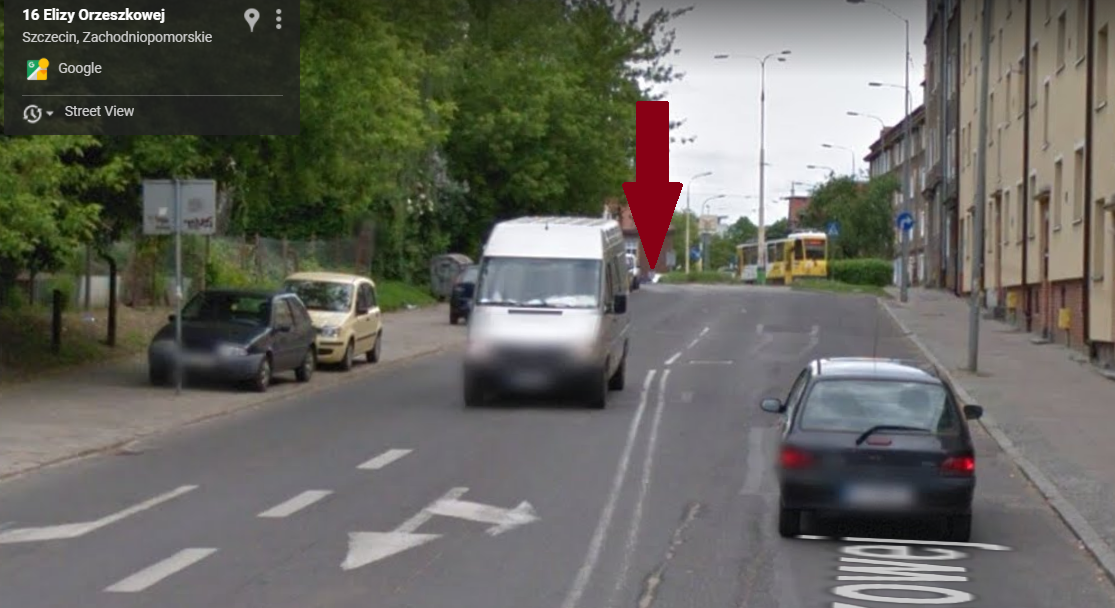 16 Elizy Orzeszkowej
Szczecin, Zachodniopomorskie
Google
Street View